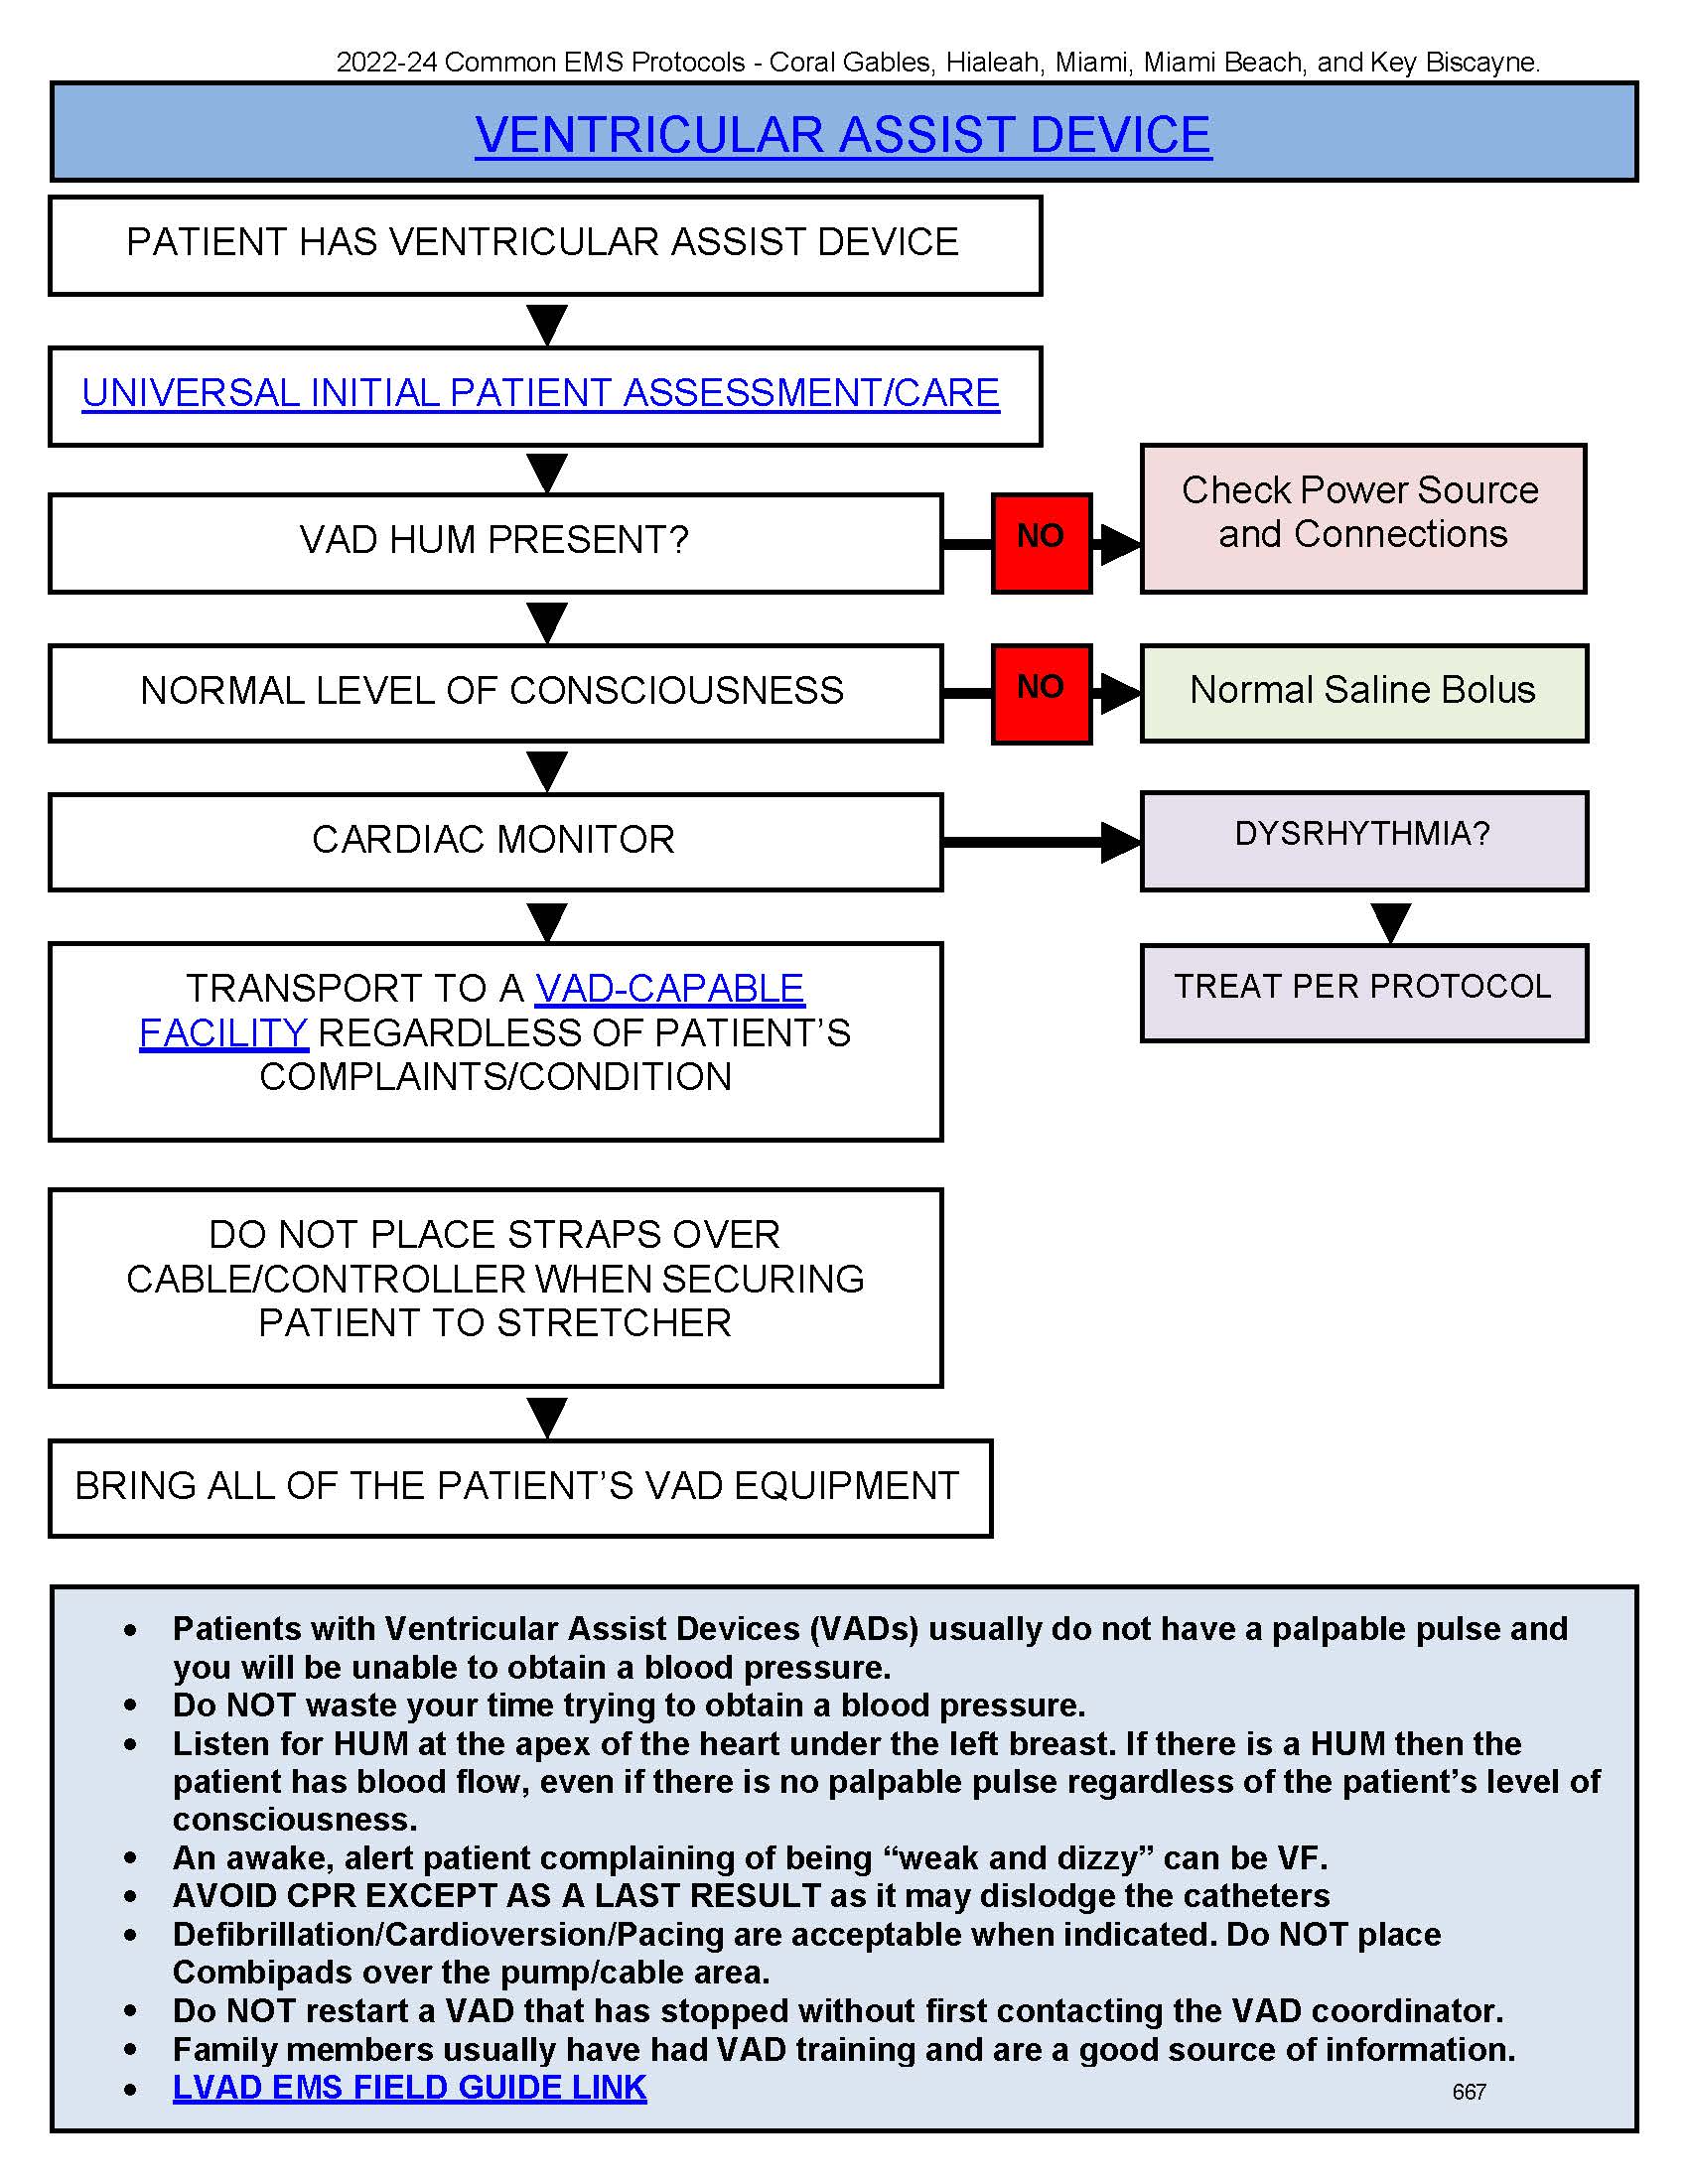 2022-24 Common EMS Protocols - Coral Gables, Hialeah, Miami, Miami Beach, and Key Biscayne.
VENTRICULAR ASSIST DEVICE
PATIENT HAS VENTRICULAR ASSIST DEVICE
UNIVERSAL INITIAL PATIENT ASSESSMENT/CARE
VAD HUM PRESENT?
NO
Check Power Source
and Connections
NORMAL LEVEL OF CONSCIOUSNESS
NO
Normal Saline Bolus
CARDIAC MONITOR
DYSRHYTHMIA?
TREAT PER PROTOCOL
TRANSPORT TO A VAD-CAPABLE
FACILITY REGARDLESS OF PATIENT’S
COMPLAINTS/CONDITION
DO NOT PLACE STRAPS OVER
CABLE/CONTROLLER WHEN SECURING
PATIENT TO STRETCHER
BRING ALL OF THE PATIENT’S VAD EQUIPMENT
• Patients with Ventricular Assist Devices (VADs) usually do not have a palpable pulse and
you will be unable to obtain a blood pressure.
• Do NOT waste your time trying to obtain a blood pressure.
• Listen for HUM at the apex of the heart under the left breast. If there is a HUM then the
patient has blood flow, even if there is no palpable pulse regardless of the patient’s level of
consciousness.
• An awake, alert patient complaining of being “weak and dizzy” can be VF.
• AVOID CPR EXCEPT AS A LAST RESULT as it may dislodge the catheters
• Defibrillation/Cardioversion/Pacing are acceptable when indicated. Do NOT place
Combipads over the pump/cable area.
• Do NOT restart a VAD that has stopped without first contacting the VAD coordinator.
• Family members usually have had VAD training and are a good source of information.
• LVAD EMS FIELD GUIDE LINK
667